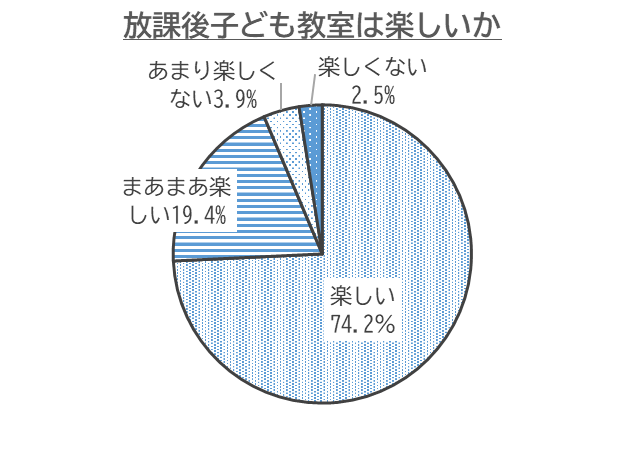 放課後子ども教室は楽しいか
あまり楽しく
ない3.9%
楽しくない
2.5%
まあまあ楽
しい19.4%
楽しい
74.2%